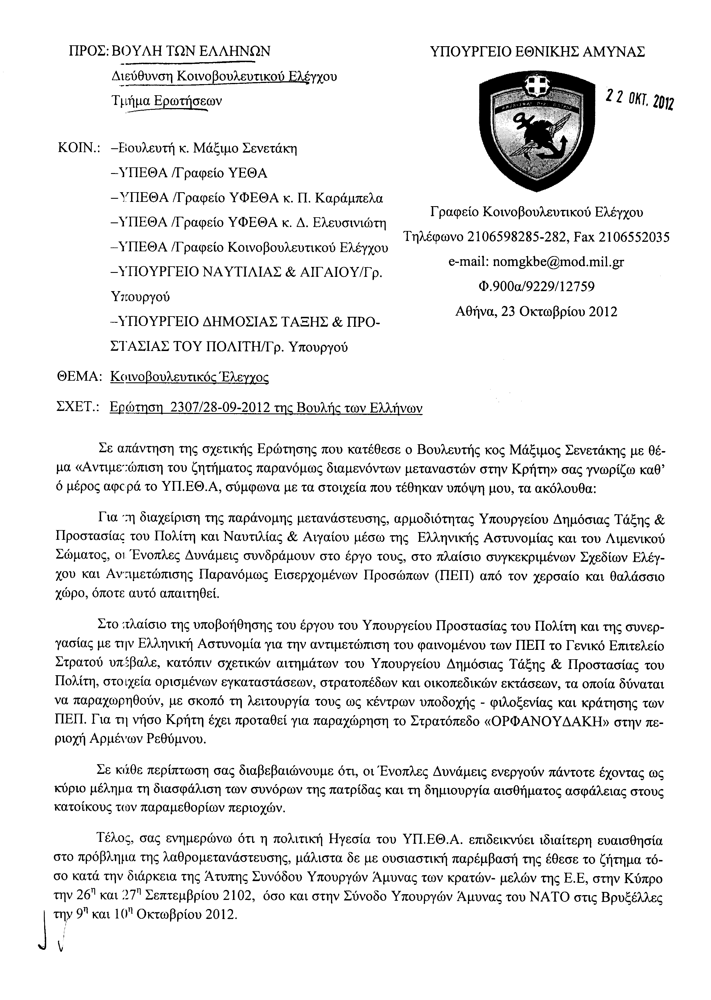 ΠΡΟΣ: ΒΟΥΛΗ ΤΩΝ ΕΛΛΗΝΩΝ
Διεύθυνση Κοινοβουλευτικού Ελέγχου
Τμήμα Ερωτήσεων
ΚΟΙΝ.: –Βουλευτή κ. Μάξιμο Σενετάκη
–ΥΠΕΘΑ /Γραφείο ΥΕΘΑ
–ΥΠΕΘΑ /Γραφείο ΥΦΕΘΑ κ. Π. Καράμπελα
–ΥΠΕΘΑ /Γραφείο ΥΦΕΘΑ κ. Δ. Ελευσινιώτη
–ΥΠΕΘΑ /Γραφείο Κοινοβουλευτικού Ελέγχου
–ΥΠΟΥΡΓΕΙΟ ΝΑΥΤΙΛΙΑΣ & ΑΙΓΑΙΟΥ/Γρ.
Υπουργού
–ΥΠΟΥΡΓΕΙΟ ΔΗΜΟΣΙΑΣ ΤΑΞΗΣ & ΠΡΟ-
ΣΤΑΣΙΑΣ ΤΟΥ ΠΟΛΙΤΗ/Γρ. Υπουργού
ΥΠΟΥΡΓΕΙΟ ΕΘΝΙΚΗΣ ΑΜΥΝΑΣ
22 ΟΚΤ. 2012
Γραφείο Κοινοβουλευτικού Ελέγχου
Τηλέφωνο 2106598285-282, Fax 2106552035
e-mail: nomgkbe@mod.mil.gr
Φ.900α/9229/12759
Αθήνα, 23 Οκτωβρίου 2012
ΘΕΜΑ: Κοινοβουλευτικός Έλεγχος
ΣΧΕΤ.: Ερώτηση 2307/28-09-2012 της Βουλής των Ελλήνων
Σε απάντηση της σχετικής Ερώτησης που κατέθεσε ο Βουλευτής κος Μάξιμος Σενετάκης με θέ-
μα «Αντιμετώπιση του ζητήματος παρανόμως διαμενόντων μεταναστών στην Κρήτη» σας γνωρίζω καθ’
ό μέρος αφορά το ΥΠ.ΕΘ.Α, σύμφωνα με τα στοιχεία που τέθηκαν υπόψη μου, τα ακόλουθα:
Για τη διαχείριση της παράνομης μετανάστευσης, αρμοδιότητας Υπουργείου Δημόσιας Τάξης &
Προστασίας του Πολίτη και Ναυτιλίας & Αιγαίου μέσω της Ελληνικής Αστυνομίας και του Λιμενικού
Σώματος, οι Ένοπλες Δυνάμεις συνδράμουν στο έργο τους, στο πλαίσιο συγκεκριμένων Σχεδίων Ελέγ-
χου και Αντιμετώπισης Παρανόμως Εισερχομένων Προσώπων (ΠΕΠ) από τον χερσαίο και θαλάσσιο
χώρο, όποτε αυτό απαιτηθεί.
Στο πλαίσιο της υποβοήθησης του έργου του Υπουργείου Προστασίας του Πολίτη και της συνερ-
γασίας με την Ελληνική Αστυνομία για την αντιμετώπιση του φαινομένου των ΠΕΠ το Γενικό Επιτελείο
Στρατού υπέβαλε, κατόπιν σχετικών αιτημάτων του Υπουργείου Δημόσιας Τάξης & Προστασίας του
Πολίτη, στοιχεία ορισμένων εγκαταστάσεων, στρατοπέδων και οικοπεδικών εκτάσεων, τα οποία δύναται
να παραχωρηθούν, με σκοπό τη λειτουργία τους ως κέντρων υποδοχής - φιλοξενίας και κράτησης των
ΠΕΠ. Για τη νήσο Κρήτη έχει προταθεί για παραχώρηση το Στρατόπεδο «ΟΡΦΑΝΟΥΔΑΚΗ» στην πε-
ριοχή Αρμένων Ρεθύμνου.
Σε κάθε περίπτωση σας διαβεβαιώνουμε ότι, οι Ένοπλες Δυνάμεις ενεργούν πάντοτε έχοντας ως
κύριο μέλημα τη διασφάλιση των συνόρων της πατρίδας και τη δημιουργία αισθήματος ασφάλειας στους
κατοίκους των παραμεθορίων περιοχών.
Τέλος, σας ενημερώνω ότι η πολιτική Ηγεσία του ΥΠ.ΕΘ.Α. επιδεικνύει ιδιαίτερη ευαισθησία
στο πρόβλημα της λαθρομετανάστευσης, μάλιστα δε με ουσιαστική παρέμβασή της έθεσε το ζήτημα τό-
σο κατά την διάρκεια της Άτυπης Συνόδου Υπουργών Άμυνας των κρατών- μελών της Ε.Ε, στην Κύπρο
την 26η και 27η Σεπτεμβρίου 2102, όσο και στην Σύνοδο Υπουργών Άμυνας του ΝΑΤΟ στις Βρυξέλλες
την 9η και 10η Οκτωβρίου 2012.